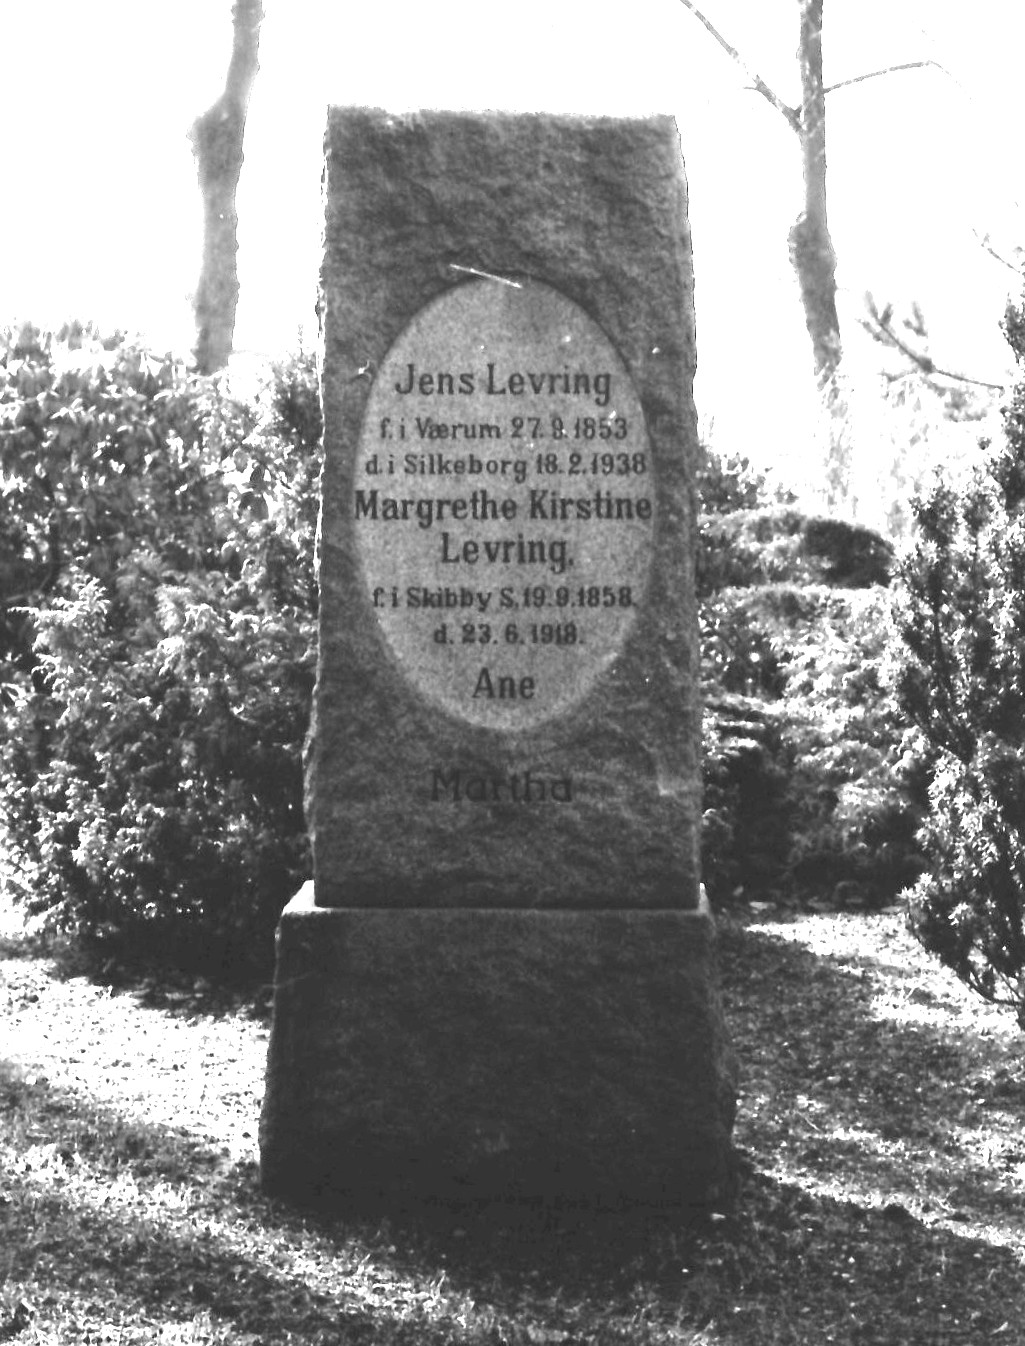 Jens Levring
f. i Værum 27. 9. 1853
d. i Silkeborg 18. 2. 1938
Margrethe Kirstine
Levring,
f. i Skibby S. 19. 9. 1858.
d. 23. 6. 1918.
Ane
Martha